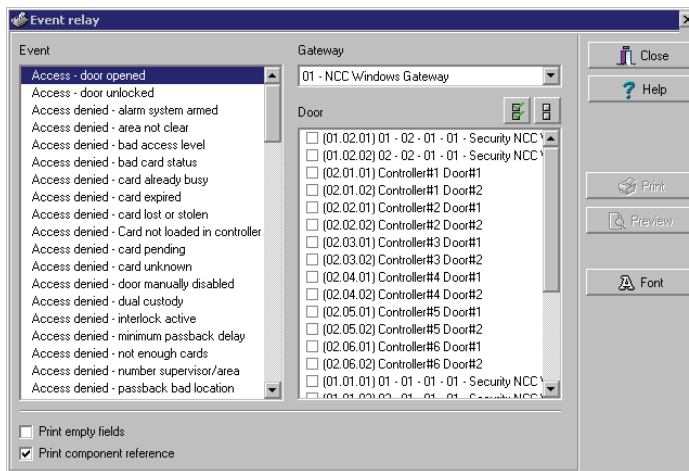 Event relay
Event
Access - door opened
Access - door unlocked
Access denied - alarm system armed
Access denied - area not clear
Access denied - bad access level
Access denied - bad card status
Access denied - card already busy
Access denied - card expired
Access denied - card lost or stolen
Access denied - Card not loaded in controller
Access denied - card pending
Access denied - card unknown
Access denied - door manually disabled
Access denied - dual custody
Access denied - interlock active
Access denied - minimum passback delay
Access denied - not enough cards
Access denied - number supervisor/area
Access denied - passback bad location
Gateway
01 - NCC Windows Gateway
Door
(01.02.01) 01 - 02 - 01 - 01 - Security NCC
(01.02.02) 02 - 02 - 01 - 01 - Security NCC
(02.01.01) Controller#1 Door#1
(02.01.02) Controller#1 Door#2
(02.02.01) Controller#2 Door#1
(02.02.02) Controller#2 Door#2
(02.03.01) Controller#3 Door#1
(02.03.02) Controller#3 Door#2
(02.04.01) Controller#4 Door#1
(02.04.02) Controller#4 Door#2
(02.05.01) Controller#5 Door#1
(02.05.02) Controller#5 Door#2
(02.06.01) Controller#6 Door#1
(02.06.02) Controller#6 Door#2
(01.01.01) 01 - 01 - 01 - 01 - Security NCC
(01.01.02) 02 - 01 - 01 - 01 - Security NCC
Print empty fields
Print component reference
Close
Help
Print
Preview
Font